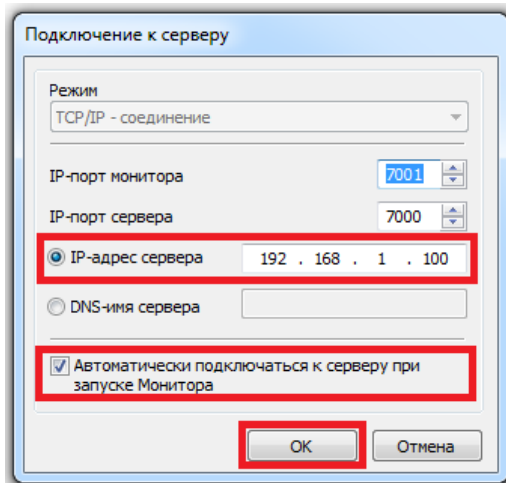 Подключение к серверу
Режим
TCP/IP - соединение
IP-порт монитора 7001
IP-порт сервера 7000
IP-адрес сервера 192 . 168 . 1 . 100
DNS-имя сервера
Автоматически подключаться к серверу при
запуске Монитора
OK Отмена